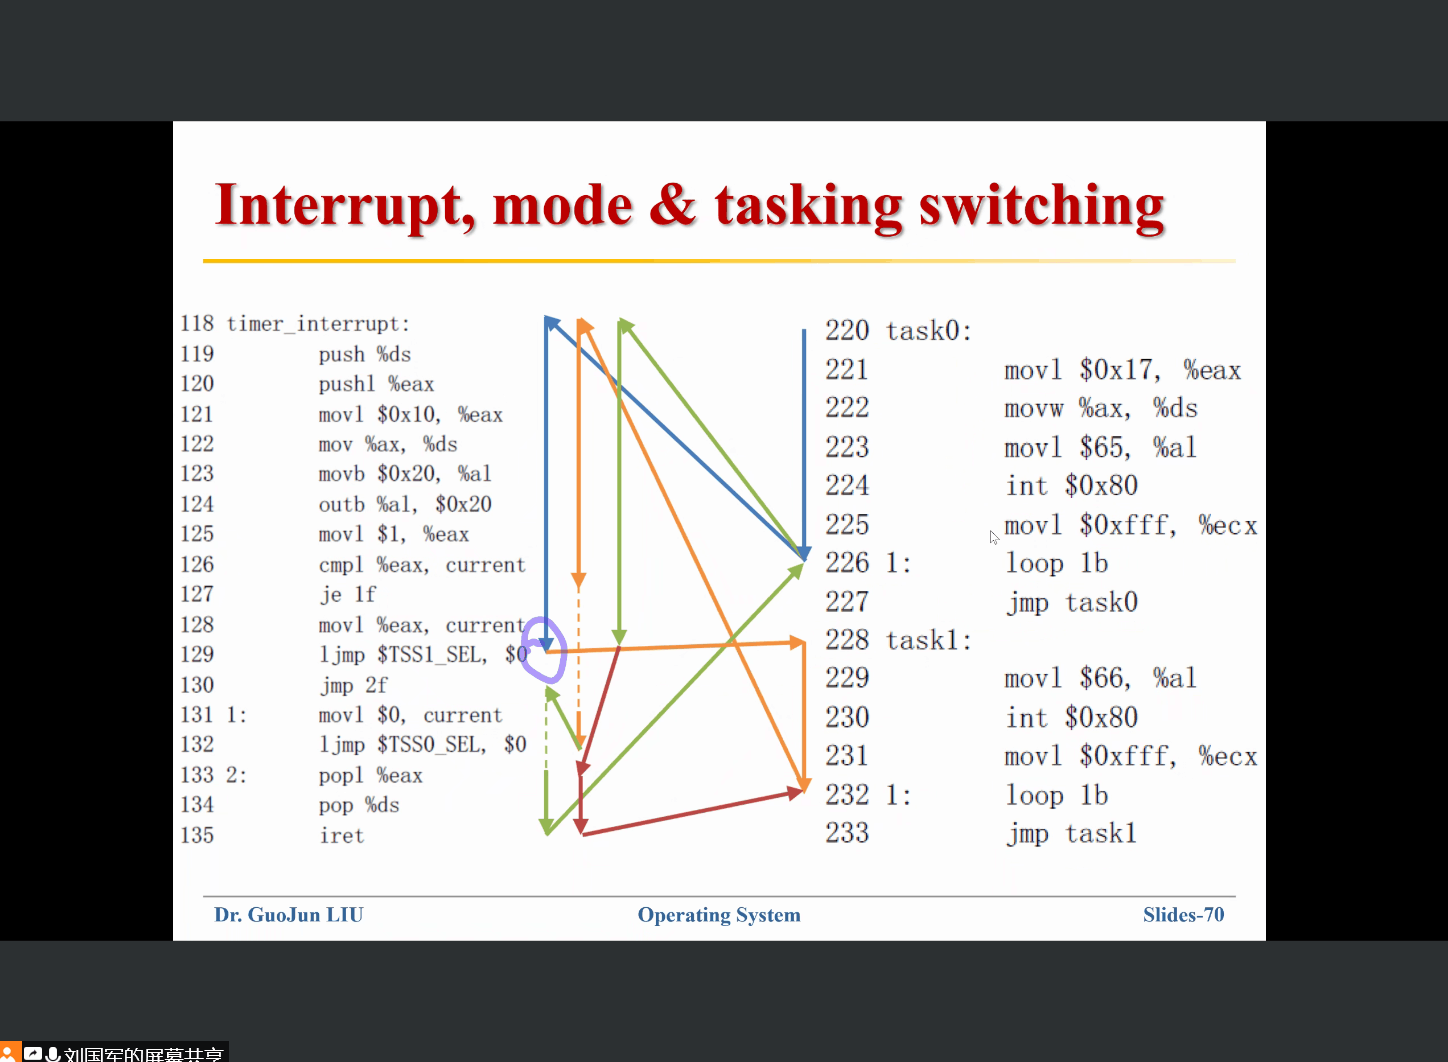 Interrupt, mode & tasking switching
118 timer_interrupt:
119 push %ds
120 pushl %eax
121 movl $0x10, %eax
122 mov %ax, %ds
123 movb $0x20, %al
124 outb %al, $0x20
125 movl $1, %eax
126 cmpl %eax, current
127 je 1f
128 movl %eax, current
129 ljmp $TSS1_SEL, $0
130 jmp 2f
131 1: movl $0, current
132 ljmp $TSS0_SEL, $0
133 2: popl %eax
134 pop %ds
135 iret
220 task0:
221 movl $0x17, %eax
222 movw %ax, %ds
223 movl $65, %al
224 int $0x80
225 movl $0xfff, %ecx
226 1: loop 1b
227 jmp task0
228 task1:
229 movl $66, %al
230 int $0x80
231 movl $0xfff, %ecx
232 1: loop 1b
233 jmp task1
Dr. GuoJun LIU
Operating System
Slides-70
刘国军的屏幕共享